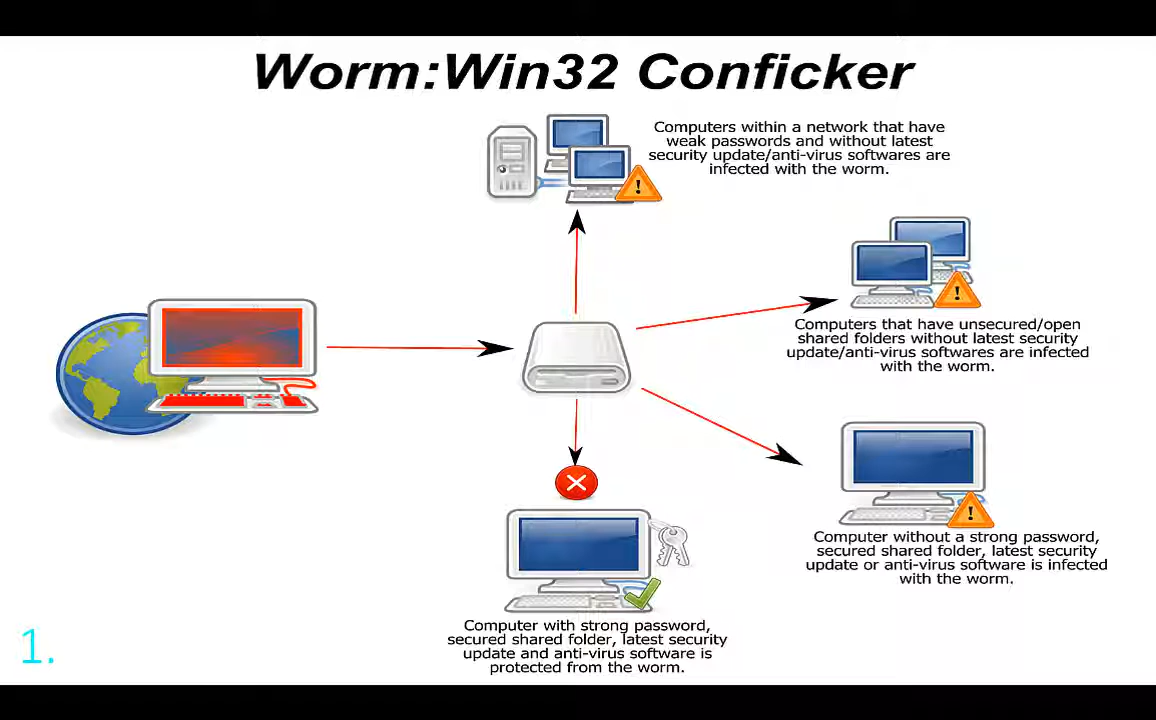 Worm:Win32 Conficker
Computers within a network that have
weak passwords and without latest
security update/anti-virus softwares are
infected with the worm.
Computers that have unsecured/open
shared folders without latest security
update/anti-virus softwares are infected
with the worm.
Computer without a strong password,
secured shared folder, latest security
update or anti-virus software is infected
with the worm.
Computer with strong password,
secured shared folder, latest security
update and anti-virus software is
protected from the worm.
1.